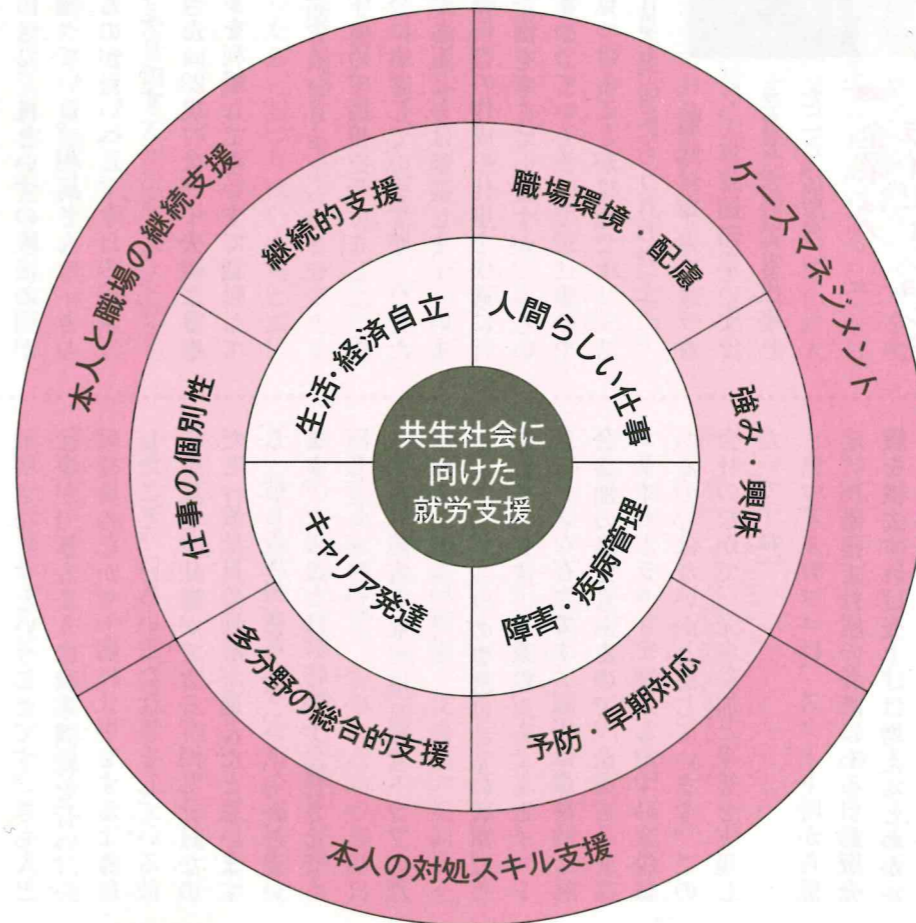 共生社会に
向けた
就労支援
人間らしい仕事
障害・疾病管理
キャリア発達
生活・経済自立
職場環境・配慮
強み・興味
予防・早期対応
多分野の総合的支援
仕事の個別性
継続的支援
ケースマネジメント
本人の対処スキル支援
本人と職場の継続支援